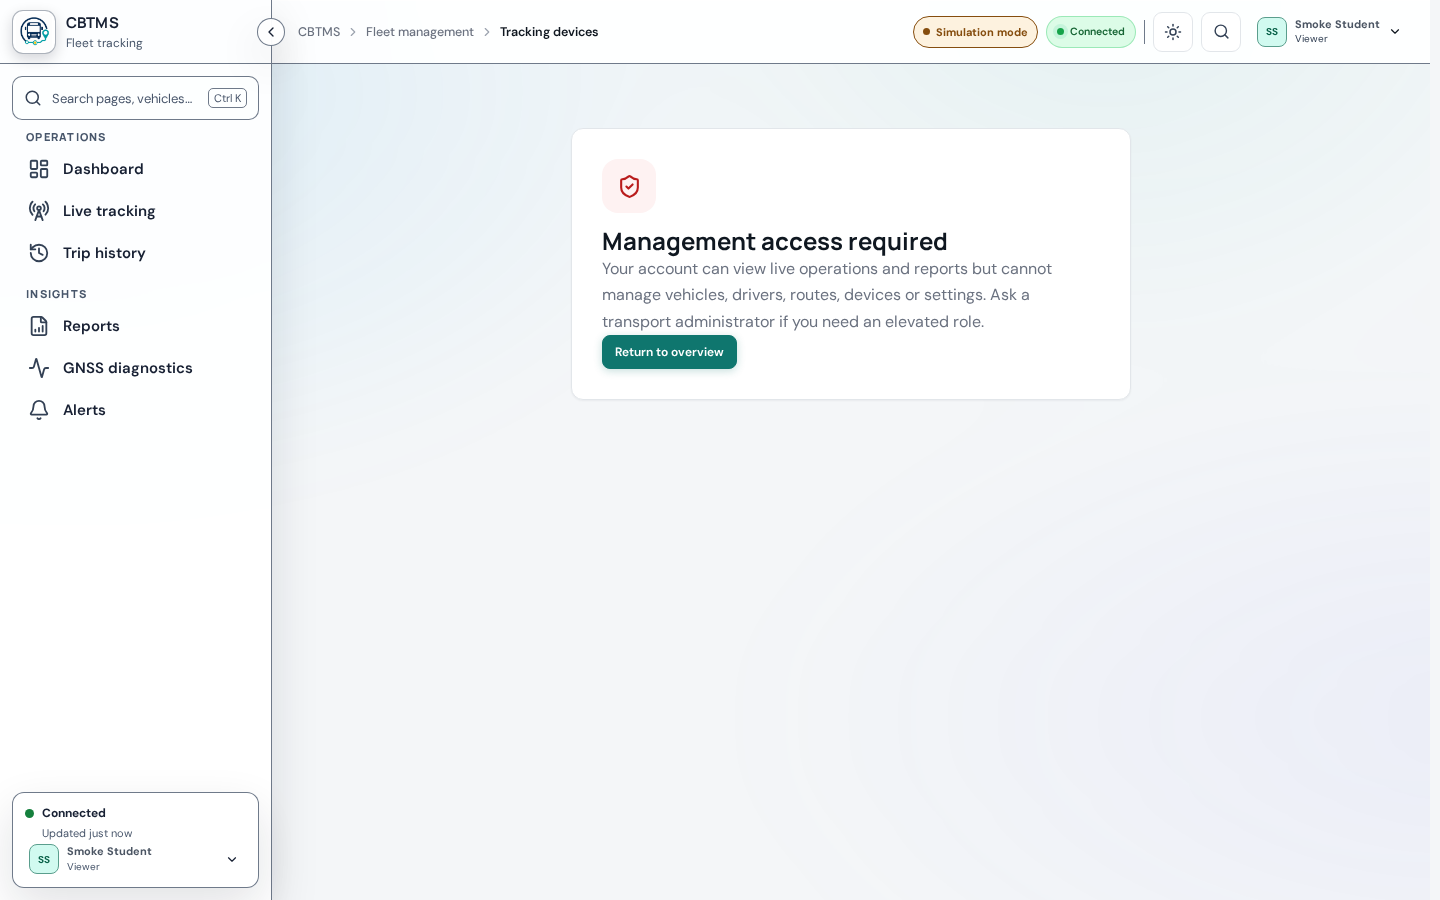 CBTMS
Fleet tracking
CBTMS
Fleet management
Tracking devices
Simulation mode
Connected
SS
Smoke Student
Viewer
Search pages, vehicles...
Ctrl K
OPERATIONS
Dashboard
Live tracking
Trip history
INSIGHTS
Reports
GNSS diagnostics
Alerts
Management access required
Your account can view live operations and reports but cannot
manage vehicles, drivers, routes, devices or settings. Ask a
transport administrator if you need an elevated role.
Return to overview
Connected
Updated just now
SS
Smoke Student
Viewer